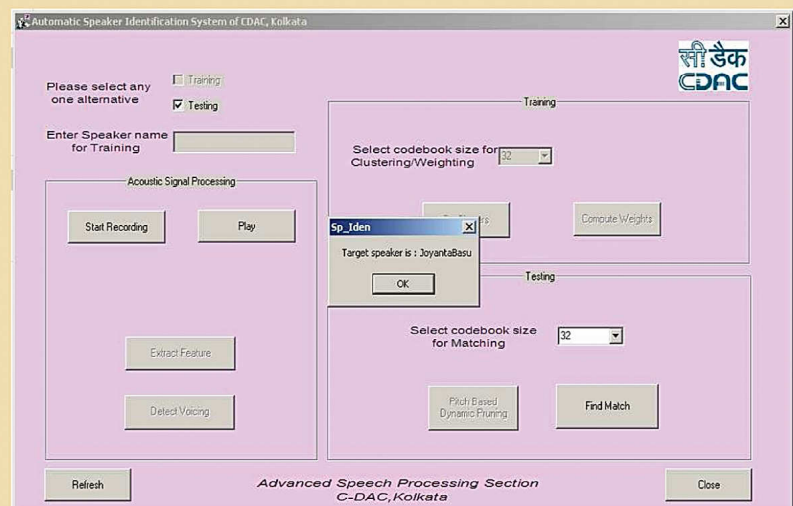 Automatic Speaker Identification System of CDAC, Kolkata
सी डैक
CDAC
Please select any
one alternative
Training
Testing
Enter Speaker name
for Training
Training
Select codebook size for
Clustering/Weighting
32
Compute Weights
Acoustic Signal Processing
Start Recording
Play
Sp_Iden
Target speaker is : JoyantaBasu
OK
Testing
Select codebook size
for Matching
32
Extract Feature
Detect Voicing
Pitch Based
Dynamic Pruning
Find Match
Refresh
Advanced Speech Processing Section
C-DAC, Kolkata
Close